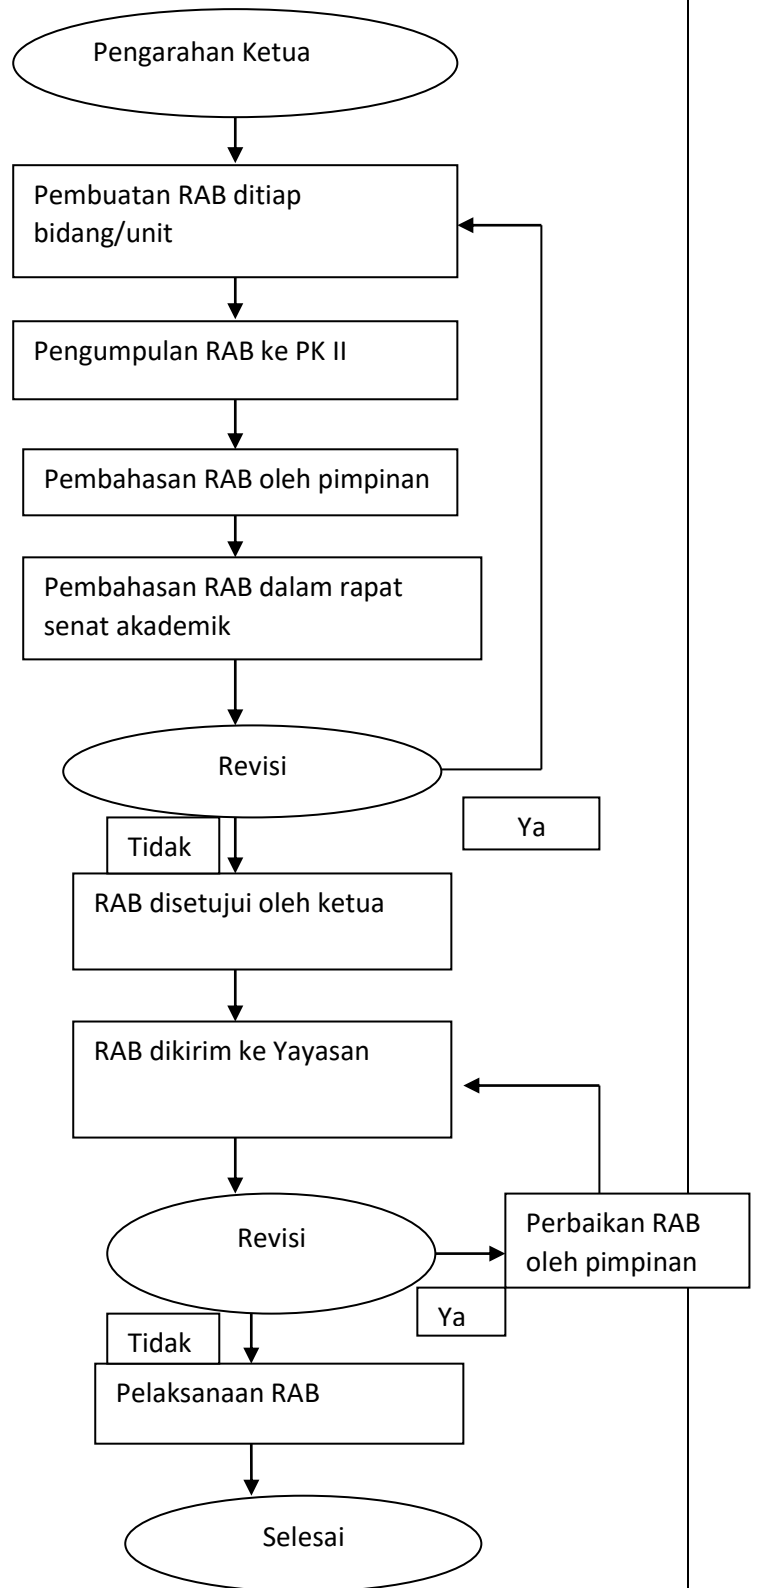 Pengarahan Ketua
Pembuatan RAB ditiap
bidang/unit
Pengumpulan RAB ke PK II
Pembahasan RAB oleh pimpinan
Pembahasan RAB dalam rapat
senat akademik
Revisi
Ya
Tidak
RAB disetujui oleh ketua
RAB dikirim ke Yayasan
Revisi
Perbaikan RAB
oleh pimpinan
Ya
Tidak
Pelaksanaan RAB
Selesai